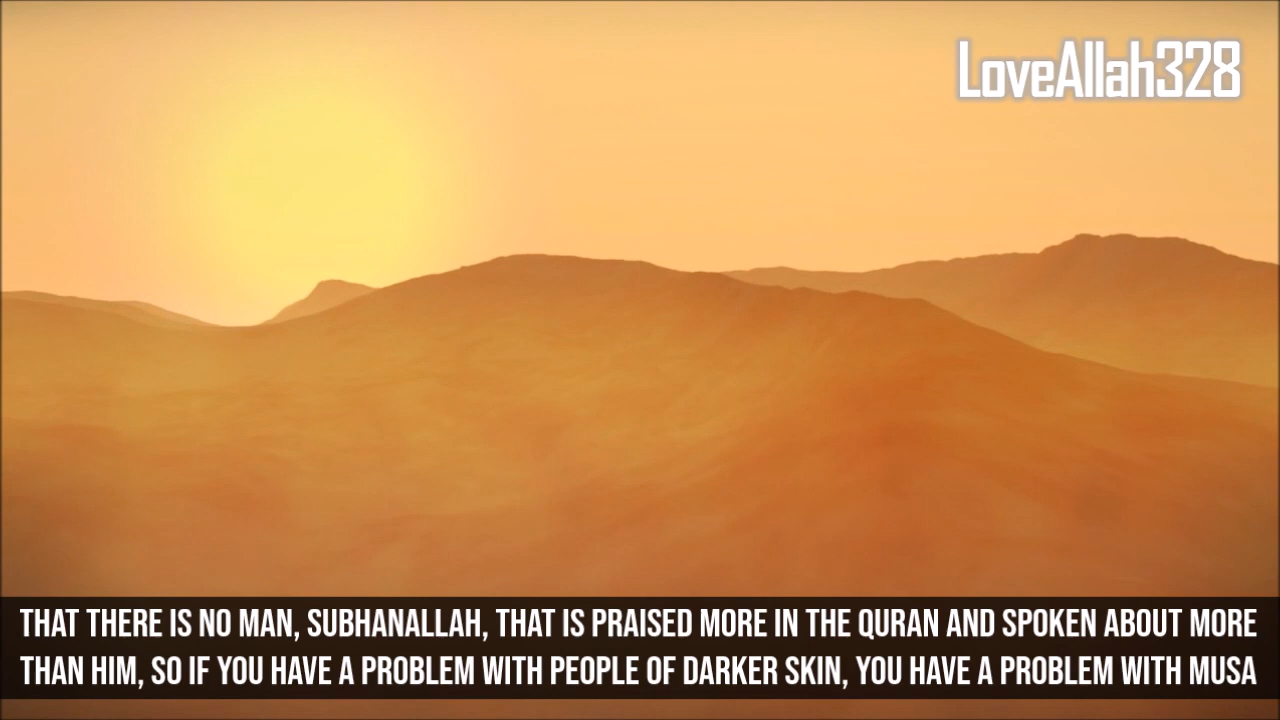 LoveAllah328
THAT THERE IS NO MAN, SUBHANALLAH, THAT IS PRAISED MORE IN THE QURAN AND SPOKEN ABOUT MORE
THAN HIM, SO IF YOU HAVE A PROBLEM WITH PEOPLE OF DARKER SKIN, YOU HAVE A PROBLEM WITH MUSA